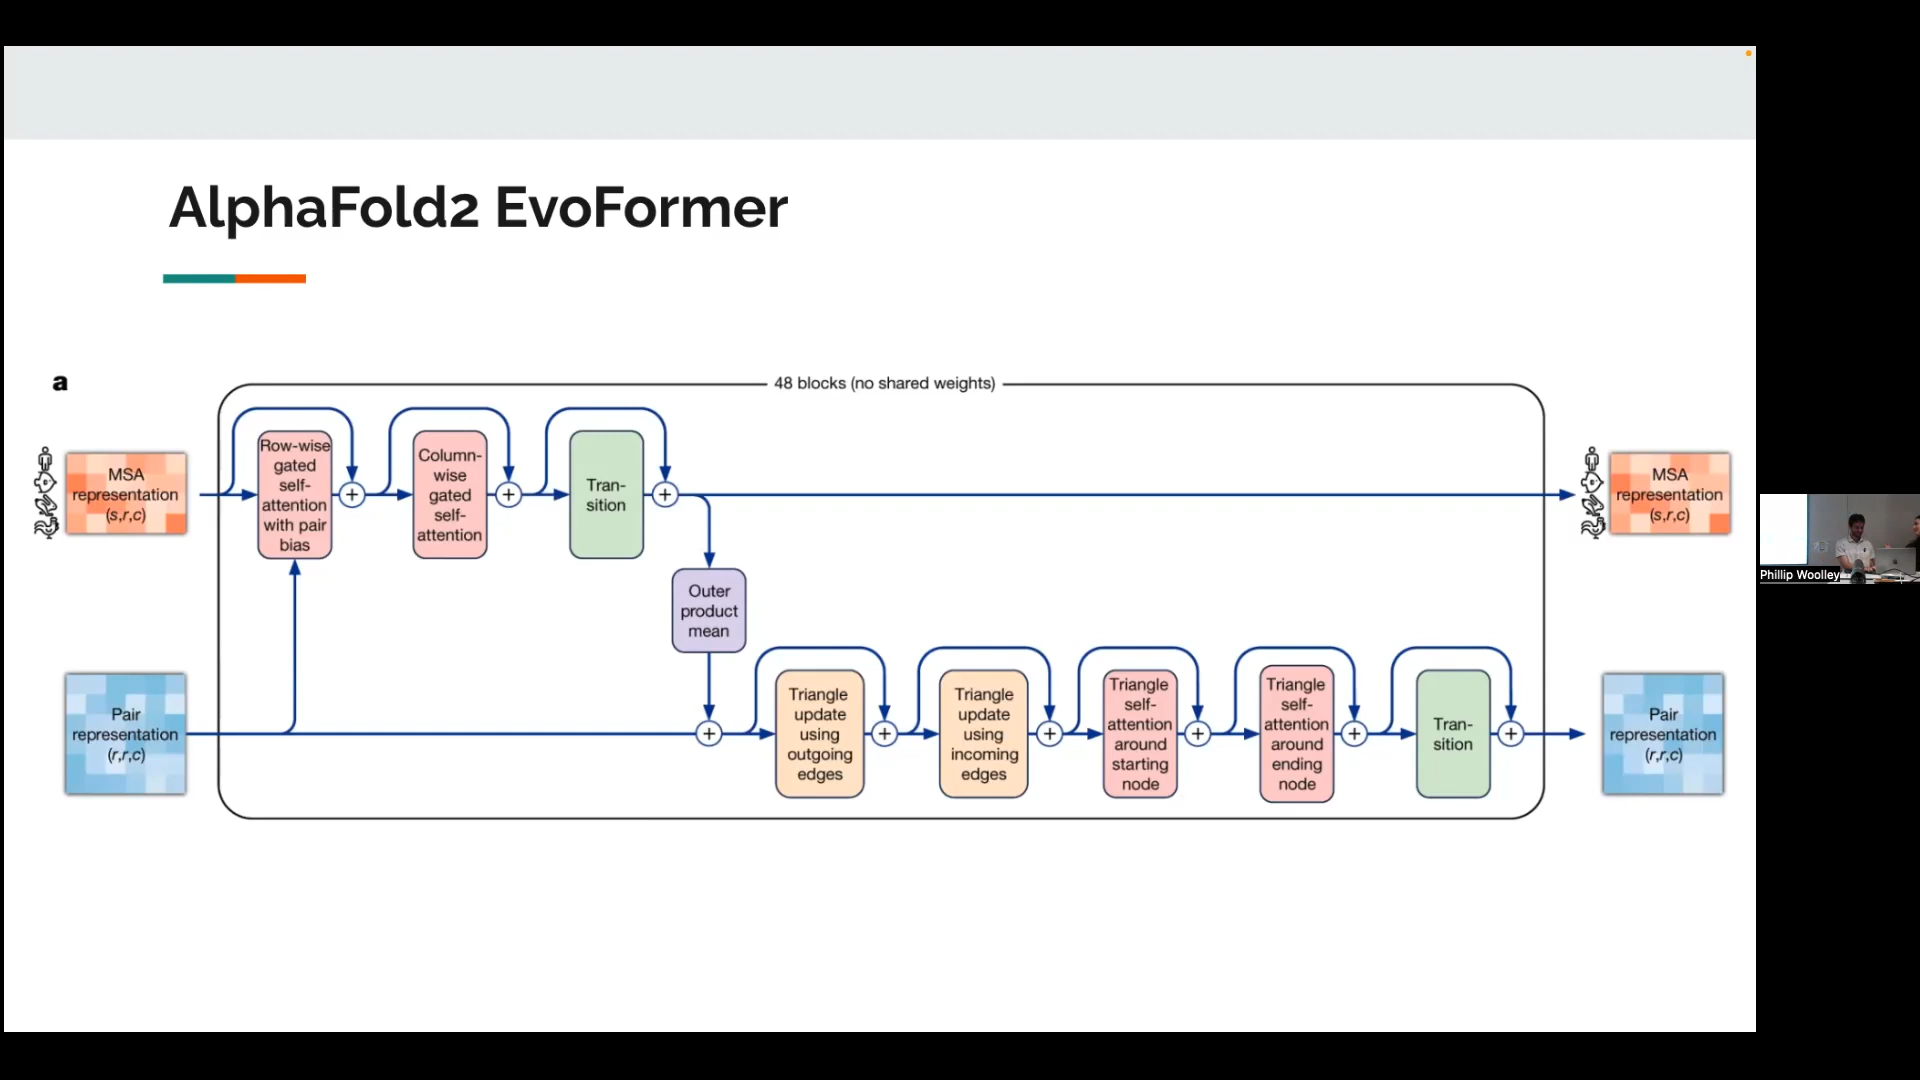 AlphaFold2 EvoFormer
a
48 blocks (no shared weights)
MSA
representation
(s,r,c)
Row-wise
gated
self-
attention
with pair
bias
+
Column-
wise
gated
self-
attention
+
Tran-
sition
+
MSA
representation
(s,r,c)
Outer
product
mean
Pair
representation
(r,r,c)
+
Triangle
update
using
outgoing
edges
+
Triangle
update
using
incoming
edges
+
Triangle
self-
attention
around
starting
node
+
Triangle
self-
attention
around
ending
node
+
Tran-
sition
+
Pair
representation
(r,r,c)
Phillip Woolley